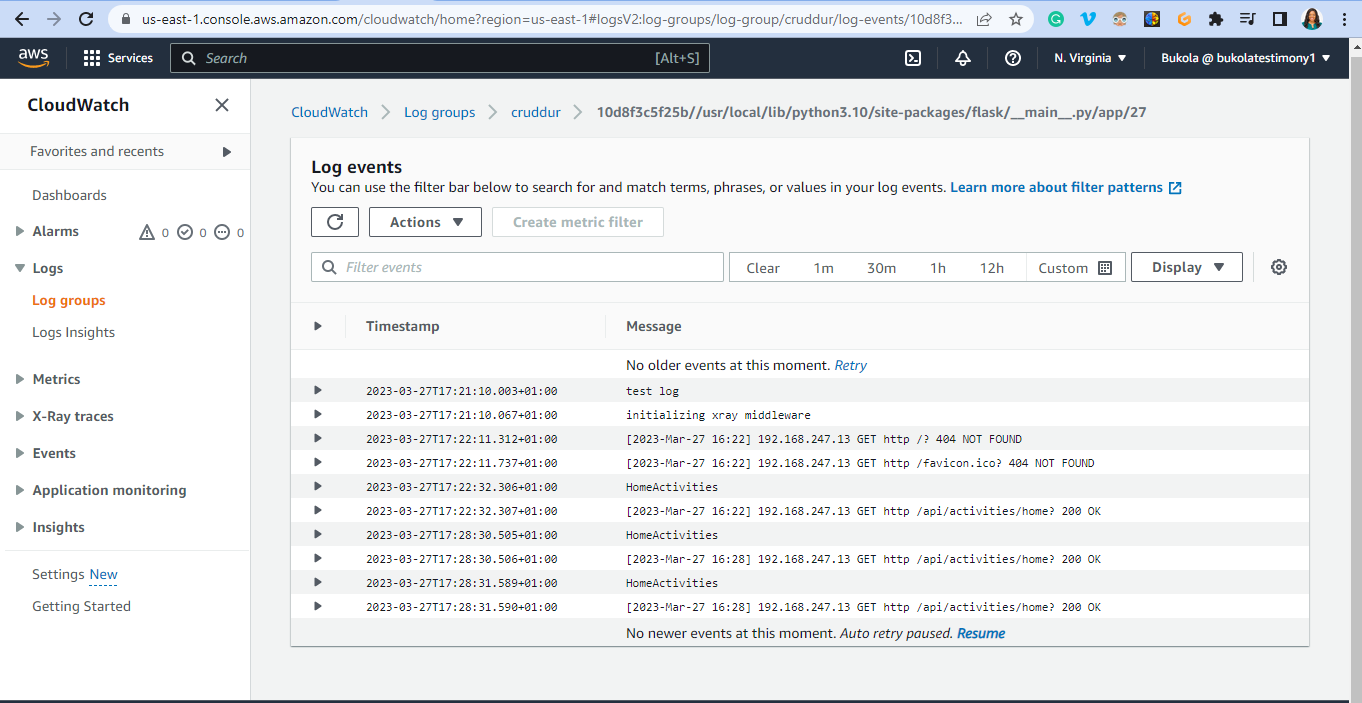 us-east-1.console.aws.amazon.com/cloudwatch/home?region=us-east-1#logsV2:log-groups/log-group/cruddur/log-events/10d8f3...
aws Services Search [Alt+S] N. Virginia Bukola @ bukolatestimony1
CloudWatch
CloudWatch Log groups cruddur 10d8f3c5f25b//usr/local/lib/python3.10/site-packages/flask/__main__.py/app/27
Favorites and recents
Dashboards
Alarms 0 0 0
Logs
Log groups
Logs Insights
Metrics
X-Ray traces
Events
Application monitoring
Insights
Settings New
Getting Started
Log events
You can use the filter bar below to search for and match terms, phrases, or values in your log events. Learn more about filter patterns
Actions Create metric filter
Filter events Clear 1m 30m 1h 12h Custom Display
Timestamp Message
No older events at this moment. Retry
2023-03-27T17:21:10.003+01:00 test log
2023-03-27T17:21:10.067+01:00 initializing xray middleware
2023-03-27T17:22:11.312+01:00 [2023-Mar-27 16:22] 192.168.247.13 GET http /? 404 NOT FOUND
2023-03-27T17:22:11.737+01:00 [2023-Mar-27 16:22] 192.168.247.13 GET http /favicon.ico? 404 NOT FOUND
2023-03-27T17:22:32.306+01:00 HomeActivities
2023-03-27T17:22:32.307+01:00 [2023-Mar-27 16:22] 192.168.247.13 GET http /api/activities/home? 200 OK
2023-03-27T17:28:30.505+01:00 HomeActivities
2023-03-27T17:28:30.506+01:00 [2023-Mar-27 16:28] 192.168.247.13 GET http /api/activities/home? 200 OK
2023-03-27T17:28:31.589+01:00 HomeActivities
2023-03-27T17:28:31.590+01:00 [2023-Mar-27 16:28] 192.168.247.13 GET http /api/activities/home? 200 OK
No newer events at this moment. Auto retry paused. Resume